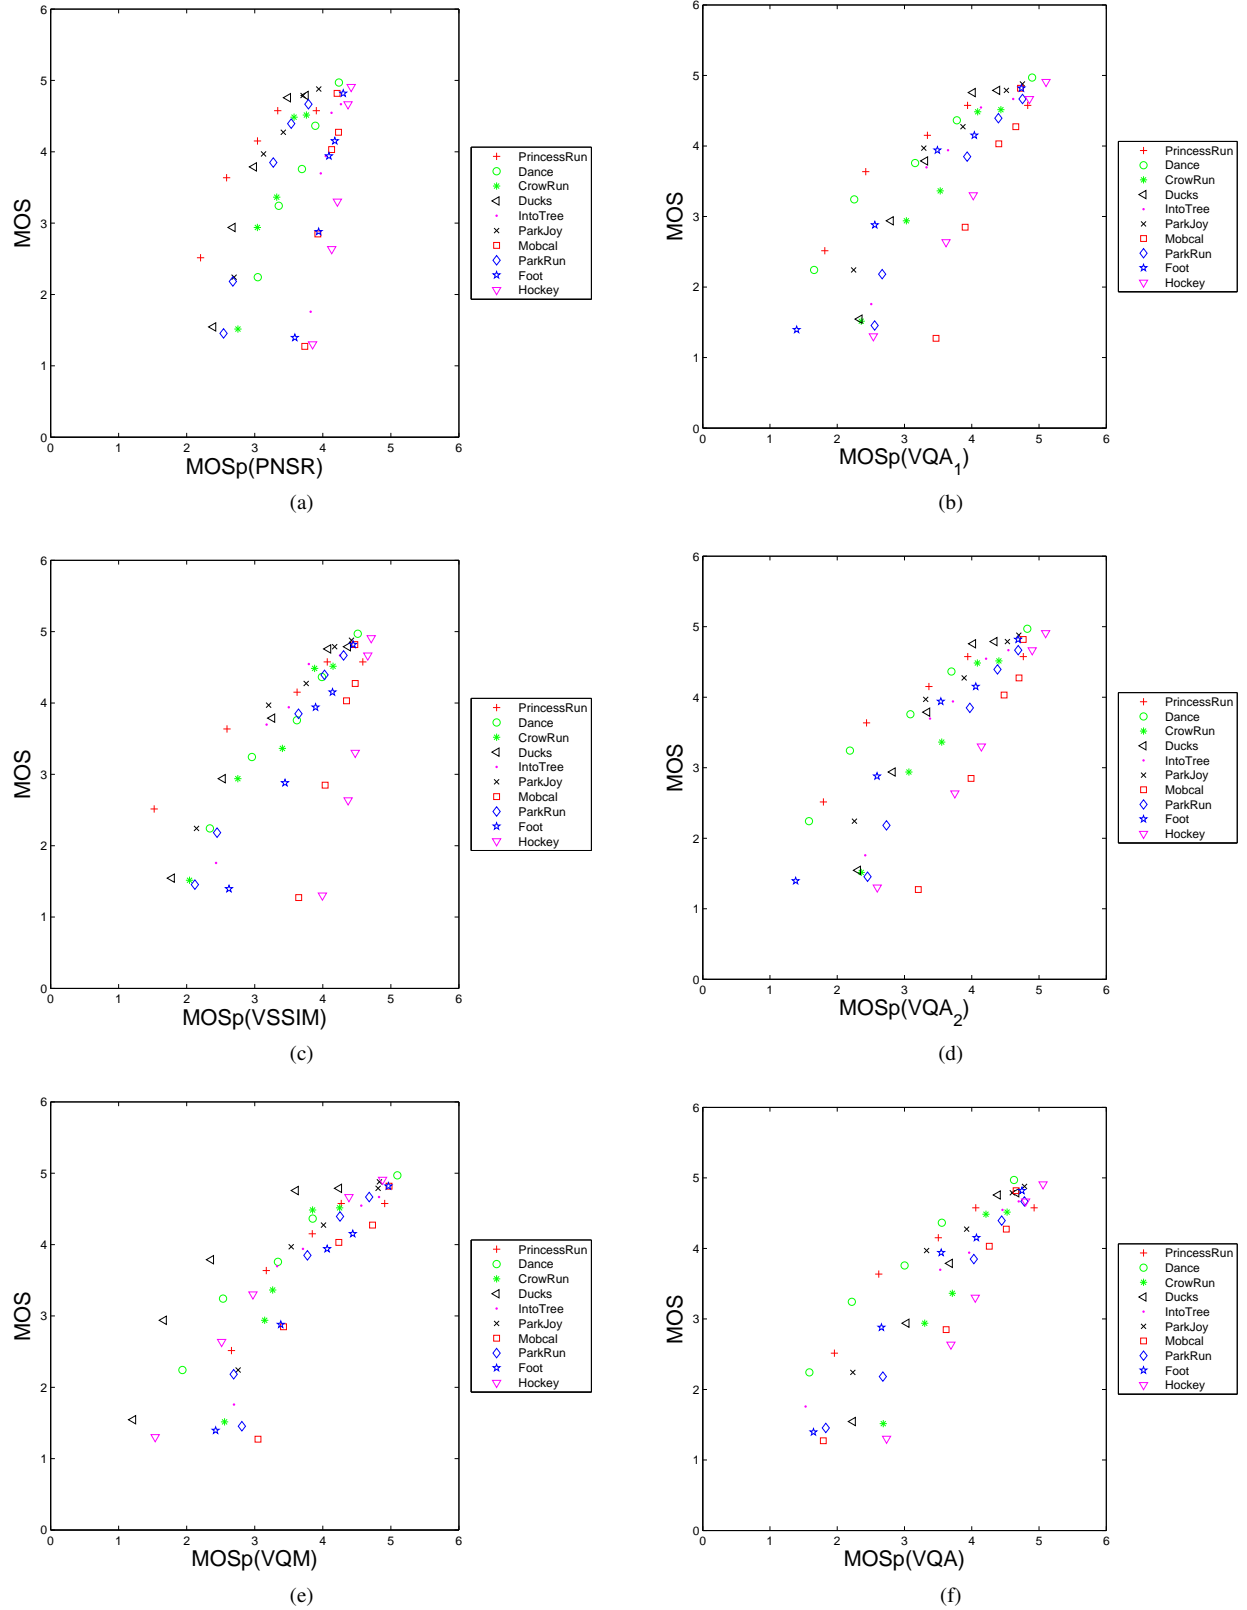 6
5
4
3
2
1
0
0 1 2 3 4 5 6
MOS
MOSp(PNSR)
PrincessRun
Dance
CrowRun
Ducks
IntoTree
ParkJoy
Mobcal
ParkRun
Foot
Hockey
(a)
6
5
4
3
2
1
0
0 1 2 3 4 5 6
MOS
MOSp(VQA1)
PrincessRun
Dance
CrowRun
Ducks
IntoTree
ParkJoy
Mobcal
ParkRun
Foot
Hockey
(b)
6
5
4
3
2
1
0
0 1 2 3 4 5 6
MOS
MOSp(VSSIM)
PrincessRun
Dance
CrowRun
Ducks
IntoTree
ParkJoy
Mobcal
ParkRun
Foot
Hockey
(c)
6
5
4
3
2
1
0
0 1 2 3 4 5 6
MOS
MOSp(VQA2)
PrincessRun
Dance
CrowRun
Ducks
IntoTree
ParkJoy
Mobcal
ParkRun
Foot
Hockey
(d)
6
5
4
3
2
1
0
0 1 2 3 4 5 6
MOS
MOSp(VQM)
PrincessRun
Dance
CrowRun
Ducks
IntoTree
ParkJoy
Mobcal
ParkRun
Foot
Hockey
(e)
6
5
4
3
2
1
0
0 1 2 3 4 5 6
MOS
MOSp(VQA)
PrincessRun
Dance
CrowRun
Ducks
IntoTree
ParkJoy
Mobcal
ParkRun
Foot
Hockey
(f)